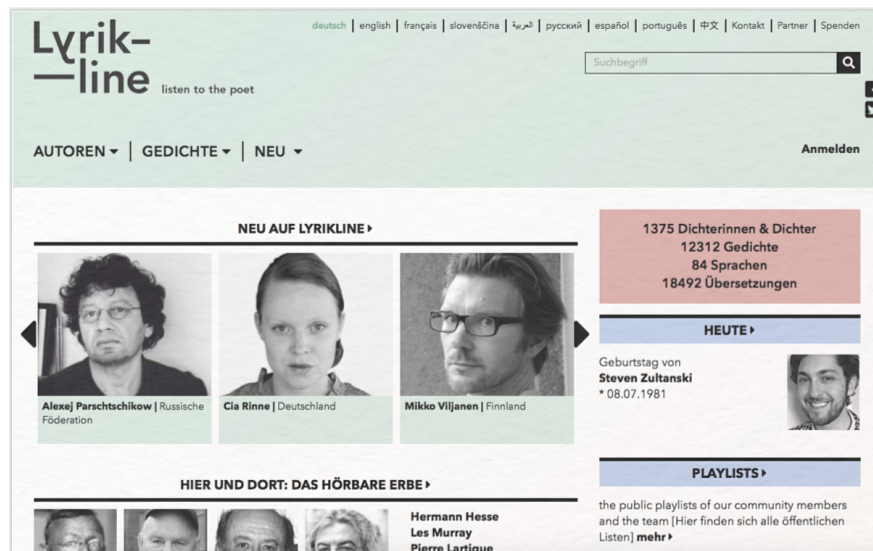 Lyrik-
—line listen to the poet
deutsch | english | français | slovenščina | العربية | русский | español | português | 中文 | Kontakt | Partner | Spenden
Suchbegriff
AUTOREN | GEDICHTE | NEU
Anmelden
NEU AUF LYRIKLINE
Alexej Parschtschikow | Russische
Föderation
Cia Rinne | Deutschland
Mikko Viljanen | Finnland
HIER UND DORT: DAS HÖRBARE ERBE
Hermann Hesse
Les Murray
Pierre Lartigue
1375 Dichterinnen & Dichter
12312 Gedichte
84 Sprachen
18492 Übersetzungen
HEUTE
Geburtstag von
Steven Zultanski
* 08.07.1981
PLAYLISTS
the public playlists of our community members
and the team [Hier finden sich alle öffentlichen
Listen] mehr